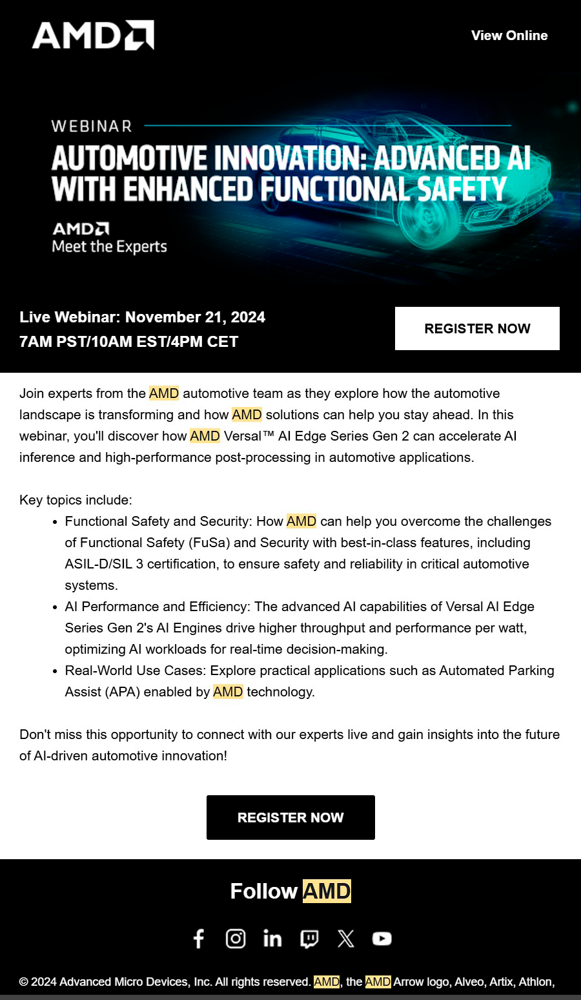 AMD
View Online
WEBINAR
AUTOMOTIVE INNOVATION: ADVANCED AI
WITH ENHANCED FUNCTIONAL SAFETY
AMD
Meet the Experts
Live Webinar: November 21, 2024
7AM PST/10AM EST/4PM CET
REGISTER NOW
Join experts from the AMD automotive team as they explore how the automotive
landscape is transforming and how AMD solutions can help you stay ahead. In this
webinar, you'll discover how AMD Versal™ AI Edge Series Gen 2 can accelerate AI
inference and high-performance post-processing in automotive applications.
Key topics include:
• Functional Safety and Security: How AMD can help you overcome the challenges
of Functional Safety (FuSa) and Security with best-in-class features, including
ASIL-D/SIL 3 certification, to ensure safety and reliability in critical automotive
systems.
• AI Performance and Efficiency: The advanced AI capabilities of Versal AI Edge
Series Gen 2's AI Engines drive higher throughput and performance per watt,
optimizing AI workloads for real-time decision-making.
• Real-World Use Cases: Explore practical applications such as Automated Parking
Assist (APA) enabled by AMD technology.
Don't miss this opportunity to connect with our experts live and gain insights into the future
of AI-driven automotive innovation!
REGISTER NOW
Follow AMD
© 2024 Advanced Micro Devices, Inc. All rights reserved. AMD, the AMD Arrow logo, Alveo, Artix, Athlon,